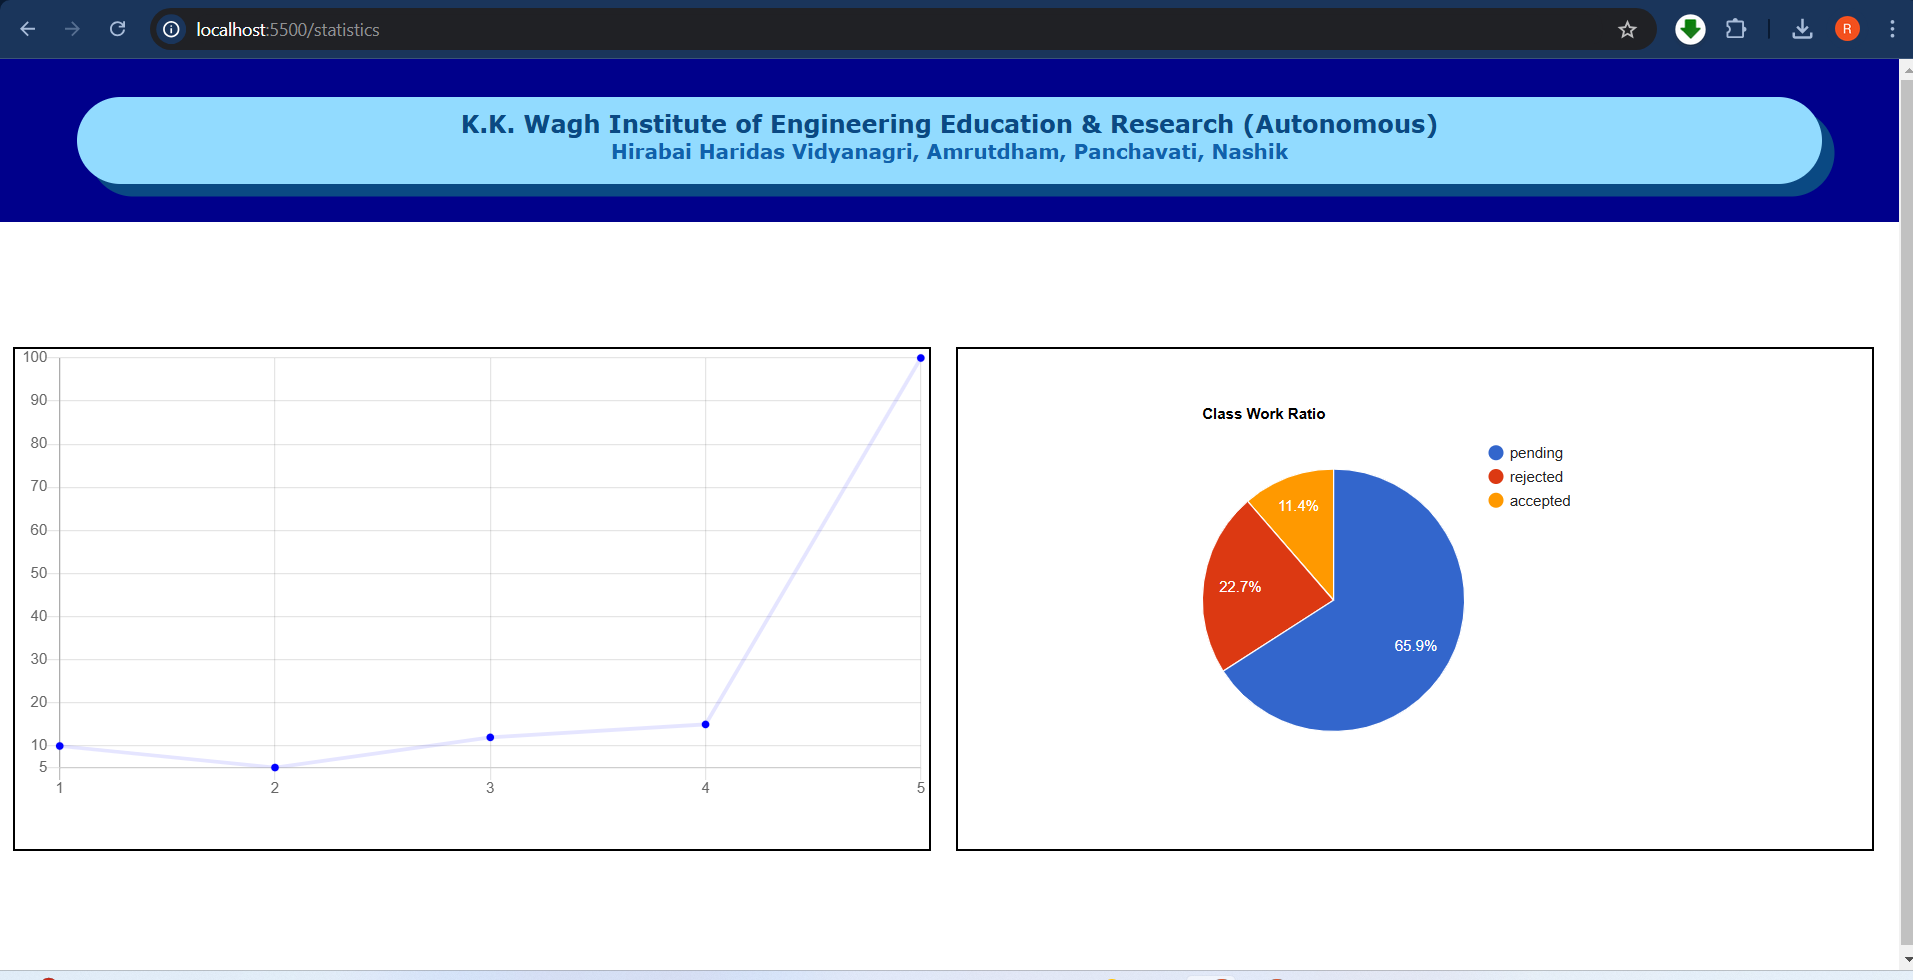 localhost:5500/statistics
R
K.K. Wagh Institute of Engineering Education & Research (Autonomous)
Hirabai Haridas Vidyanagri, Amrutdham, Panchavati, Nashik
100
90
80
70
60
50
40
30
20
10
5
1 2 3 4 5
Class Work Ratio
pending
rejected
accepted
11.4%
22.7%
65.9%